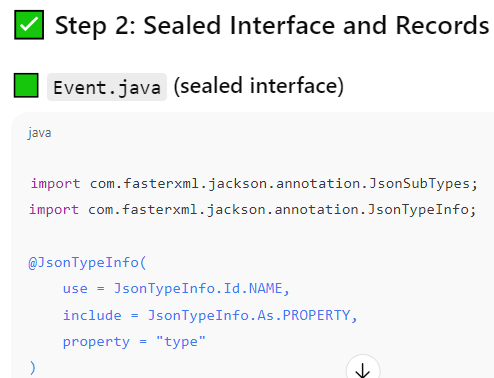 Step 2: Sealed Interface and Records
Event.java (sealed interface)
java
import com.fasterxml.jackson.annotation.JsonSubTypes;
import com.fasterxml.jackson.annotation.JsonTypeInfo;
@JsonTypeInfo(
    use = JsonTypeInfo.Id.NAME,
    include = JsonTypeInfo.As.PROPERTY,
    property = "type"
)